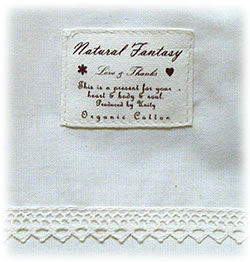 Natural Fantasy
Love & Thanks
This is a present for your
heart & body & soul.
Produced by Unity
Organic Cotton